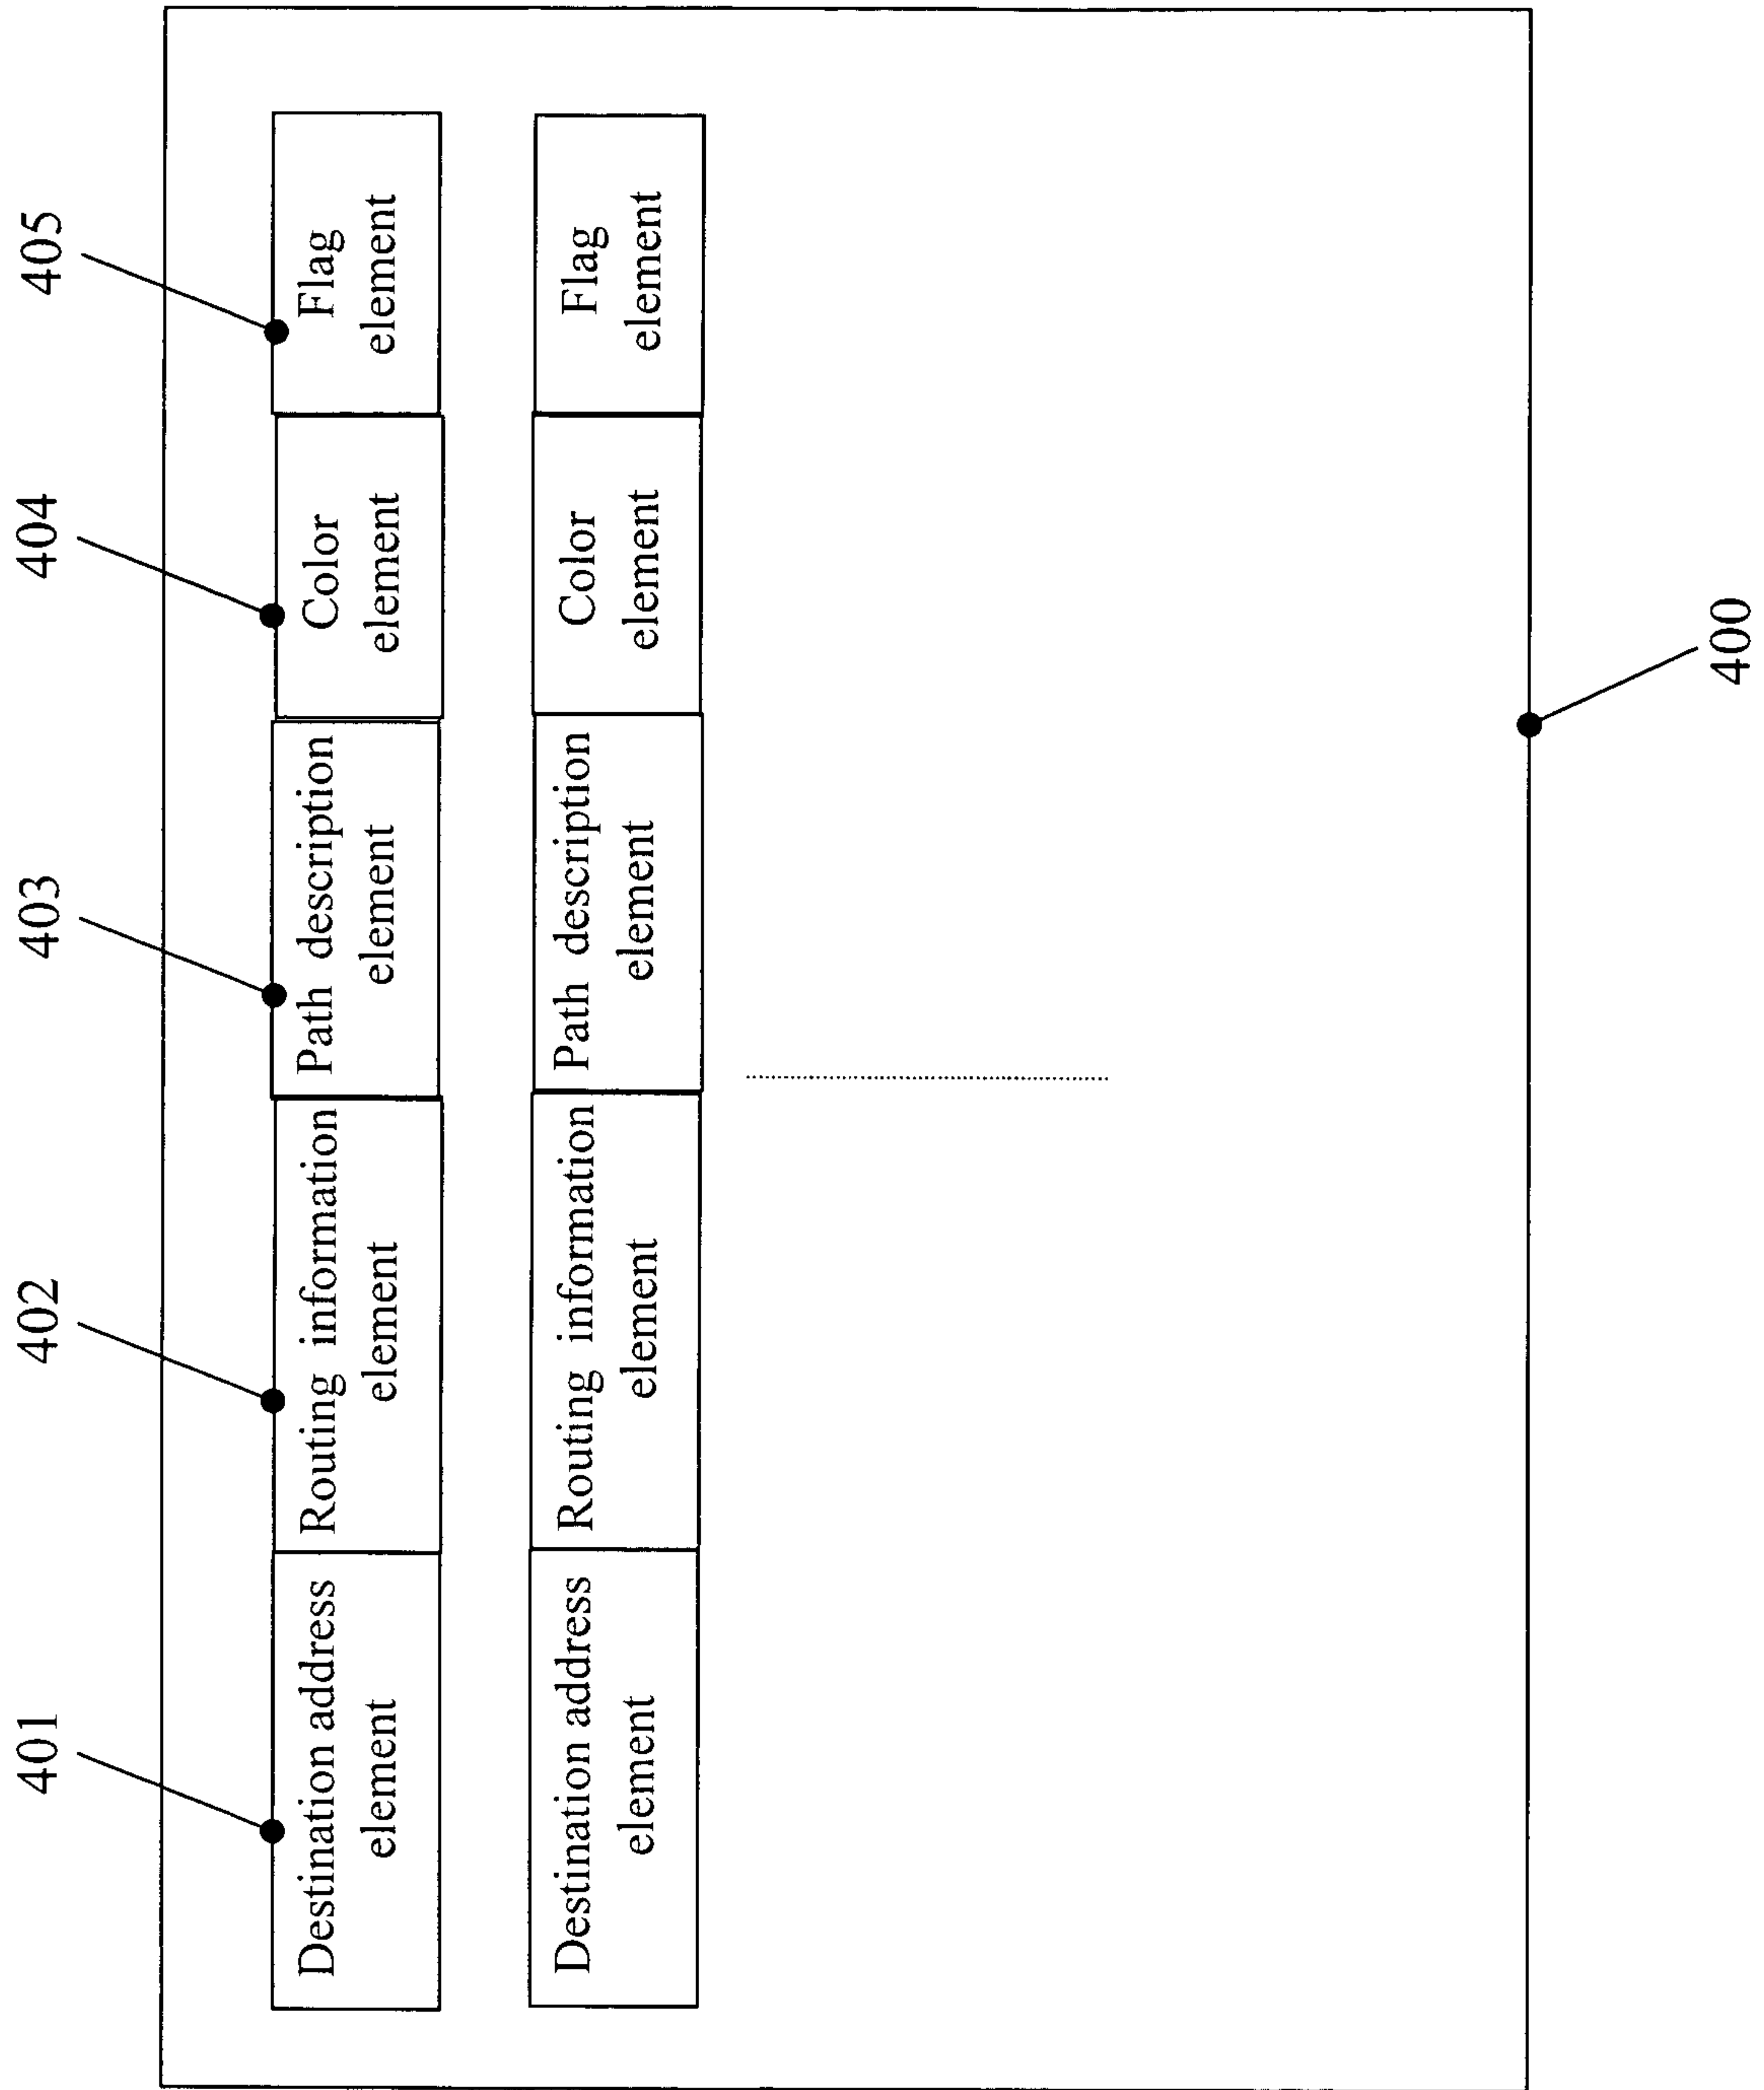 401
402
403
404
405
Destination address
element
Routing information
element
Path description
element
Color
element
Flag
element
Destination address
element
Routing information
element
Path description
element
Color
element
Flag
element
400